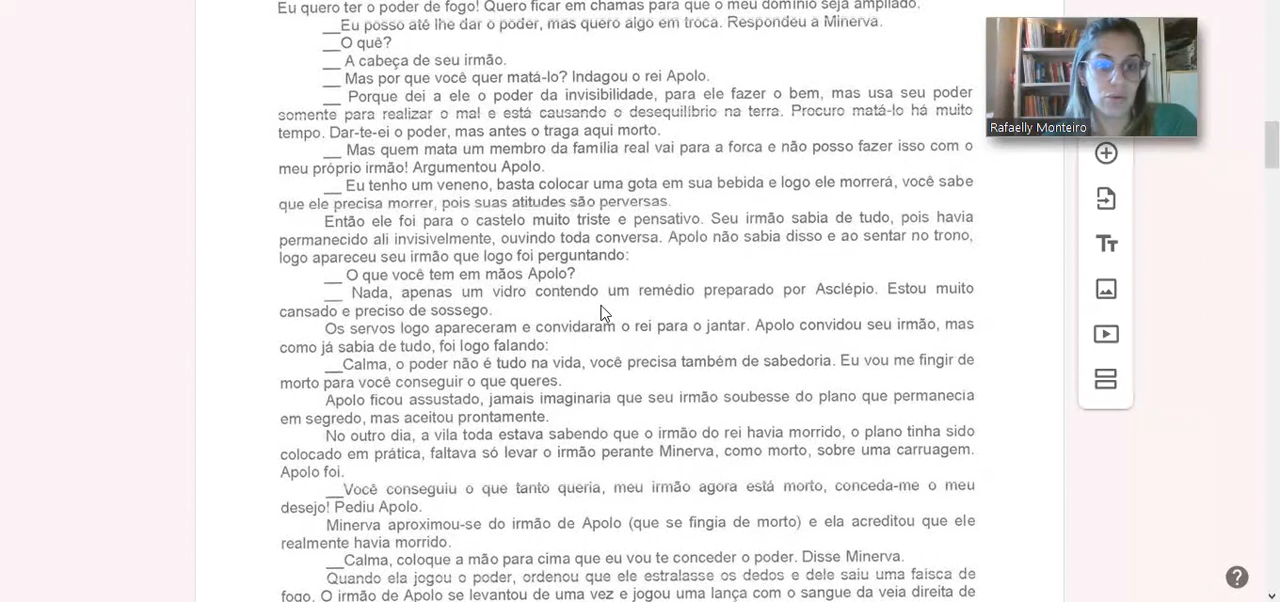 Eu quero ter o poder de fogo! Quero ficar em chamas para que o meu domínio seja ampliado.
__Eu posso até lhe dar o poder, mas quero algo em troca. Respondeu a Minerva.
__O quê?
__ A cabeça de seu irmão.
__ Mas por que você quer matá-lo? Indagou o rei Apolo.
__ Porque dei a ele o poder da invisibilidade, para ele fazer o bem, mas usa seu poder
somente para realizar o mal e está causando o desequilíbrio na terra. Procuro matá-lo há muito
tempo. Dar-te-ei o poder, mas antes o traga aqui morto.
__ Mas quem mata um membro da família real vai para a forca e não posso fazer isso com o
meu próprio irmão! Argumentou Apolo.
__ Eu tenho um veneno, basta colocar uma gota em sua bebida e logo ele morrerá, você sabe
que ele precisa morrer, pois suas atitudes são perversas.
Então ele foi para o castelo muito triste e pensativo. Seu irmão sabia de tudo, pois havia
permanecido ali invisivelmente, ouvindo toda conversa. Apolo não sabia disso e ao sentar no trono,
logo apareceu seu irmão que logo foi perguntando:
__ O que você tem em mãos Apolo?
__ Nada, apenas um vidro contendo um remédio preparado por Asclépio. Estou muito
cansado e preciso de sossego.
Os servos logo apareceram e convidaram o rei para o jantar. Apolo convidou seu irmão, mas
como já sabia de tudo, foi logo falando:
__Calma, o poder não é tudo na vida, você precisa também de sabedoria. Eu vou me fingir de
morto para você conseguir o que queres.
Apolo ficou assustado, jamais imaginaria que seu irmão soubesse do plano que permanecia
em segredo, mas aceitou prontamente.
No outro dia, a vila toda estava sabendo que o irmão do rei havia morrido, o plano tinha sido
colocado em prática, faltava só levar o irmão perante Minerva, como morto, sobre uma carruagem.
Apolo foi.
__Você conseguiu o que tanto queria, meu irmão agora está morto, conceda-me o meu
desejo! Pediu Apolo.
Minerva aproximou-se do irmão de Apolo (que se fingia de morto) e ela acreditou que ele
realmente havia morrido.
__Calma, coloque a mão para cima que eu vou te conceder o poder. Disse Minerva.
Quando ela jogou o poder, ordenou que ele estralasse os dedos e dele saiu uma faísca de
fogo. O irmão de Apolo se levantou de uma vez e jogou uma lança com o sangue da veia direita de
Rafaelly Monteiro
Tт
?